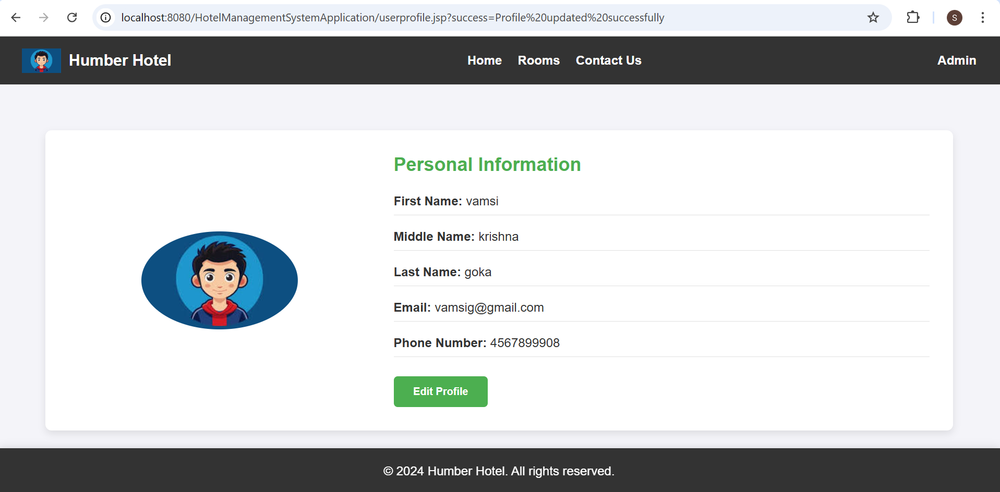 localhost:8080/HotelManagementSystemApplication/userprofile.jsp?success=Profile%20updated%20successfully
S
Humber Hotel
Home Rooms Contact Us
Admin
Personal Information
First Name: vamsi
Middle Name: krishna
Last Name: goka
Email: vamsig@gmail.com
Phone Number: 4567899908
Edit Profile
© 2024 Humber Hotel. All rights reserved.